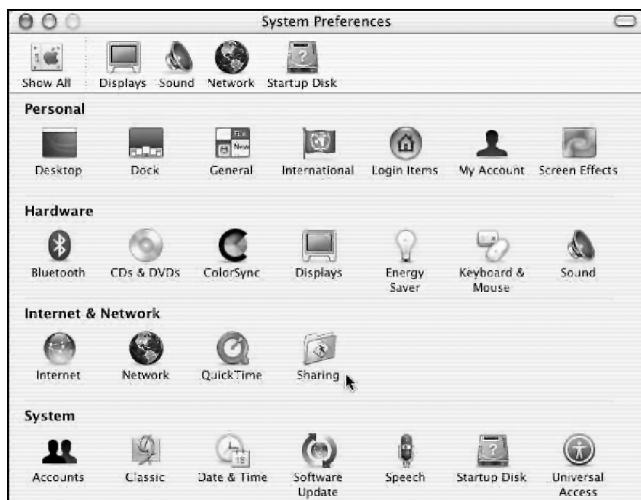 System Preferences
Show All Displays Sound Network Startup Disk
Personal
Desktop Dock General International Login Items My Account Screen Effects
Hardware
Bluetooth CDs & DVDs ColorSync Displays Energy Saver Keyboard & Mouse Sound
Internet & Network
Internet Network QuickTime Sharing
System
Accounts Classic Date & Time Software Update Speech Startup Disk Universal Access